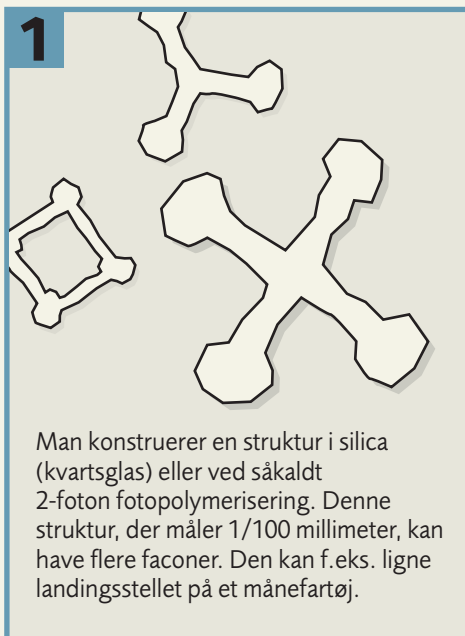 1
Man konstruerer en struktur i silica
(kvartsglas) eller ved såkaldt
2-foton fotopolymerisering. Denne
struktur, der måler 1/100 millimeter, kan
have flere faconer. Den kan f.eks. ligne
landingsstellet på et månefartøj.